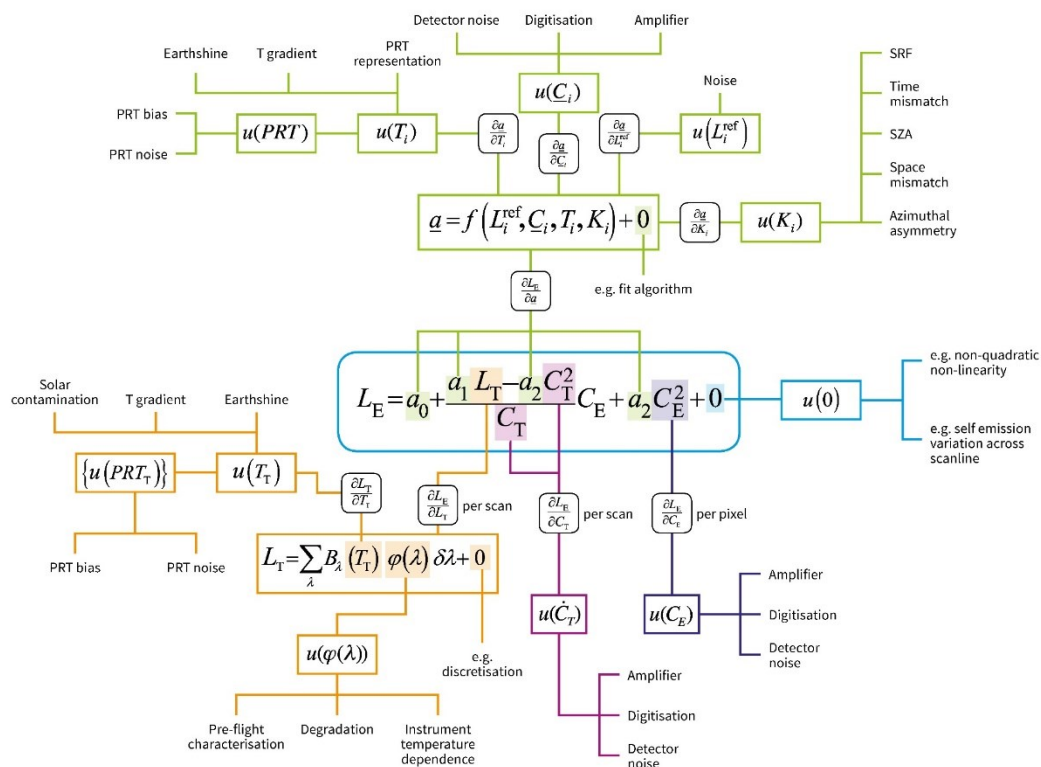 Detector noise
Digitisation
Amplifier
Earthshine
T gradient
PRT
representation
PRT bias
PRT noise
u(PRT)
u(T_i)
u(C̲_i)
Noise
u(L_i^ref)
∂a̲/∂T_i
∂a̲/∂C̲_i
∂a̲/∂L_i^ref
SRF
Time
mismatch
SZA
Space
mismatch
Azimuthal
asymmetry
a̲ = f(L_i^ref, C̲_i, T_i, K_i) + 0
∂a̲/∂K_i
u(K_i)
e.g. fit algorithm
∂L_E/∂a̲
L_E = a_0 + (a_1 L_T − a_2 C_T^2)/C_T C_E + a_2 C_E^2 + 0
u(0)
e.g. non-quadratic
non-linearity
e.g. self emission
variation across
scanline
Solar
contamination
T gradient
Earthshine
{u(PRT_T)}
u(T_T)
PRT bias
PRT noise
∂L_T/∂T_T
∂L_E/∂L_T
per scan
∂L_E/∂C_T
per scan
∂L_E/∂C_E
per pixel
L_T = ∑_λ B_λ (T_T) φ(λ) δλ + 0
u(φ(λ))
e.g.
discretisation
Pre-flight
characterisation
Degradation
Instrument
temperature
dependence
u(Ċ_T)
Amplifier
Digitisation
Detector
noise
u(C_E)
Amplifier
Digitisation
Detector
noise